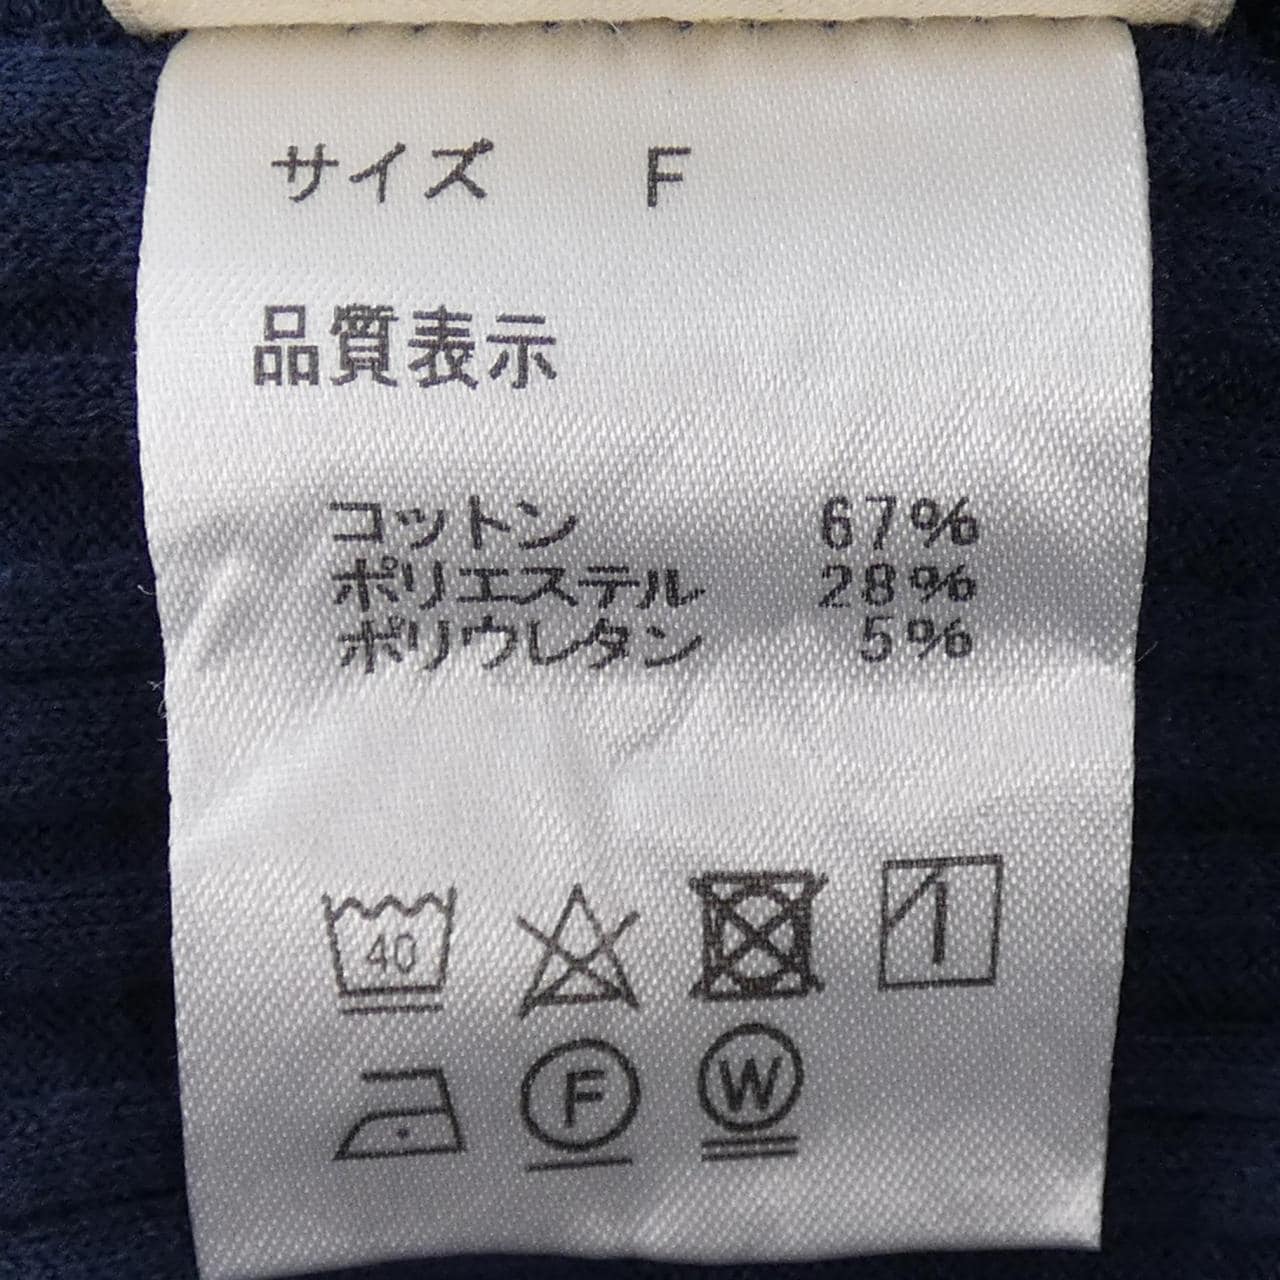 サイズ F
品質表示
コットン 67%
ポリエステル 28%
ポリウレタン 5%
40
F W